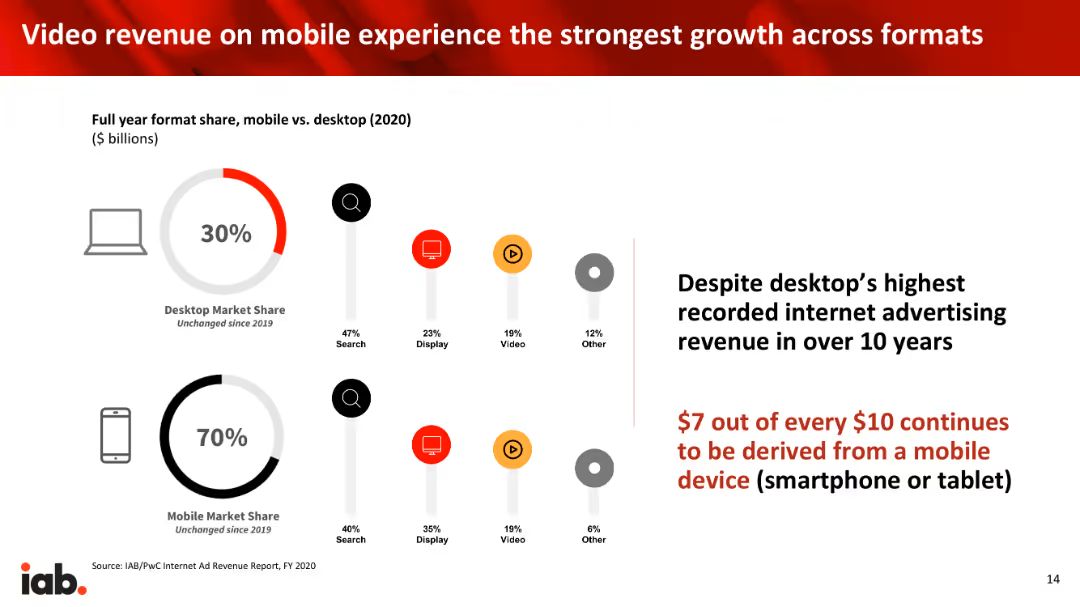 Video revenue on mobile experience the strongest growth across formats
Full year format share, mobile vs. desktop (2020)
($ billions)
30%
Desktop Market Share
Unchanged since 2019
47%
Search
23%
Display
19%
Video
12%
Other
70%
Mobile Market Share
Unchanged since 2019
40%
Search
35%
Display
19%
Video
6%
Other
Despite desktop’s highest
recorded internet advertising
revenue in over 10 years
$7 out of every $10 continues
to be derived from a mobile
device (smartphone or tablet)
iab.
Source: IAB/PwC Internet Ad Revenue Report, FY 2020
14